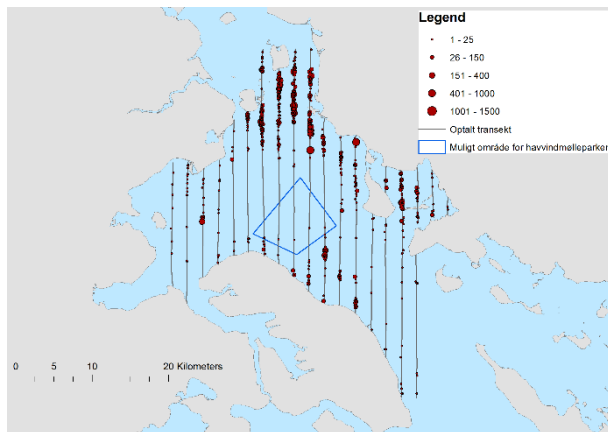 Legend
1 - 25
26 - 150
151 - 400
401 - 1000
1001 - 1500
Optalt transekt
Muligt område for havvindmølleparken
0 5 10 20 Kilometers